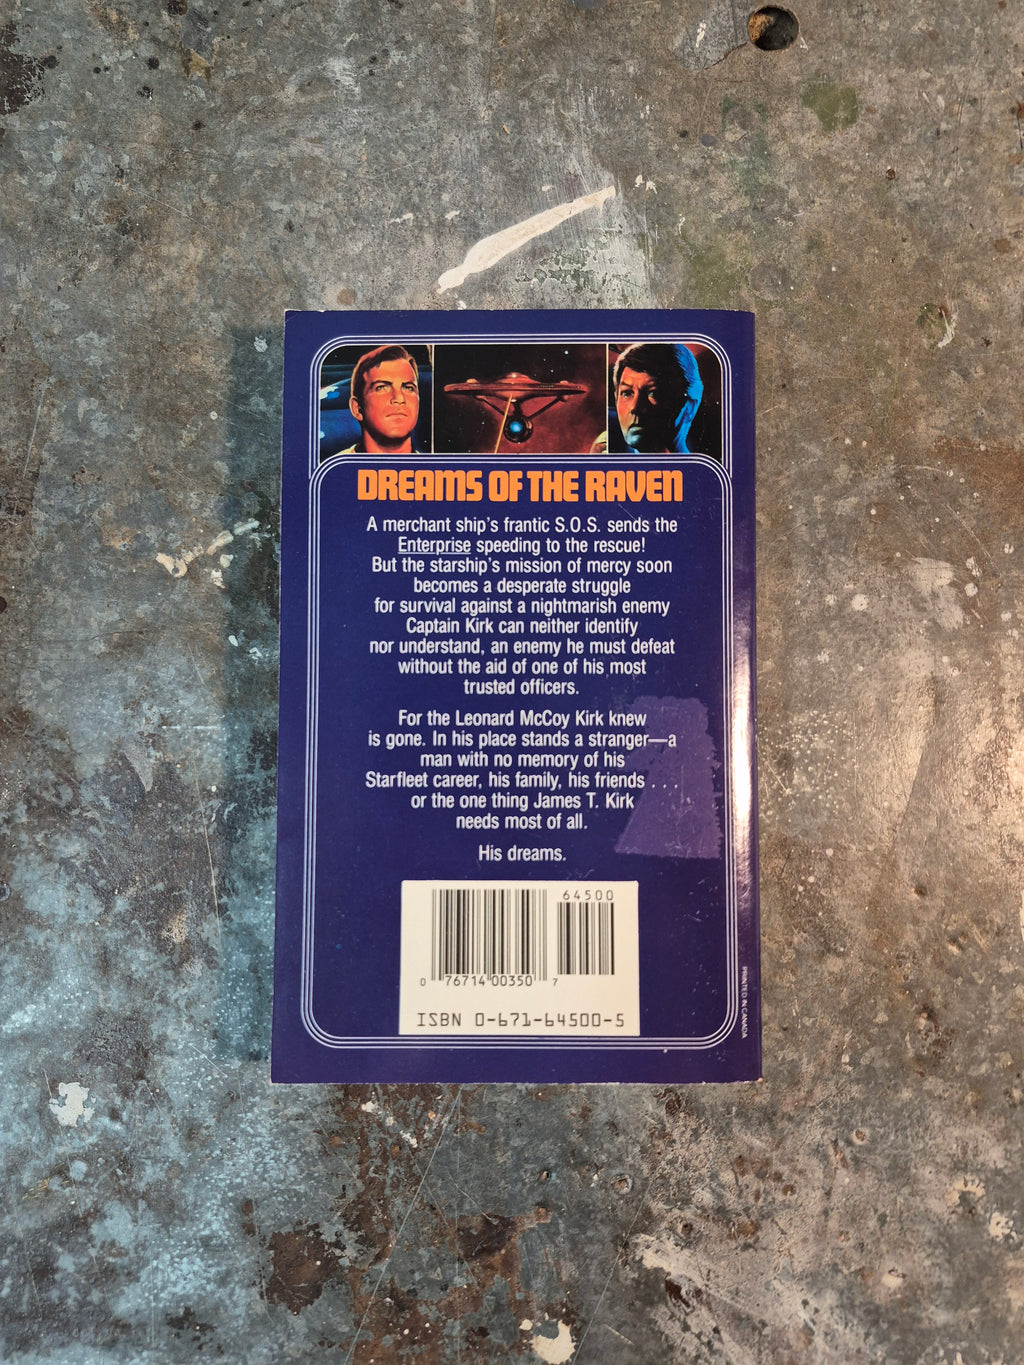 DREAMS OF THE RAVEN
A merchant ship's frantic S.O.S. sends the
Enterprise speeding to the rescue!
But the starship's mission of mercy soon
becomes a desperate struggle
for survival against a nightmarish enemy
Captain Kirk can neither identify
nor understand, an enemy he must defeat
without the aid of one of his most
trusted officers.
For the Leonard McCoy Kirk knew
is gone. In his place stands a stranger—a
man with no memory of his
Starfleet career, his family, his friends . . .
or the one thing James T. Kirk
needs most of all.
His dreams.
64500
0 76714 00350 7
ISBN 0-671-64500-5
PRINTED IN CANADA